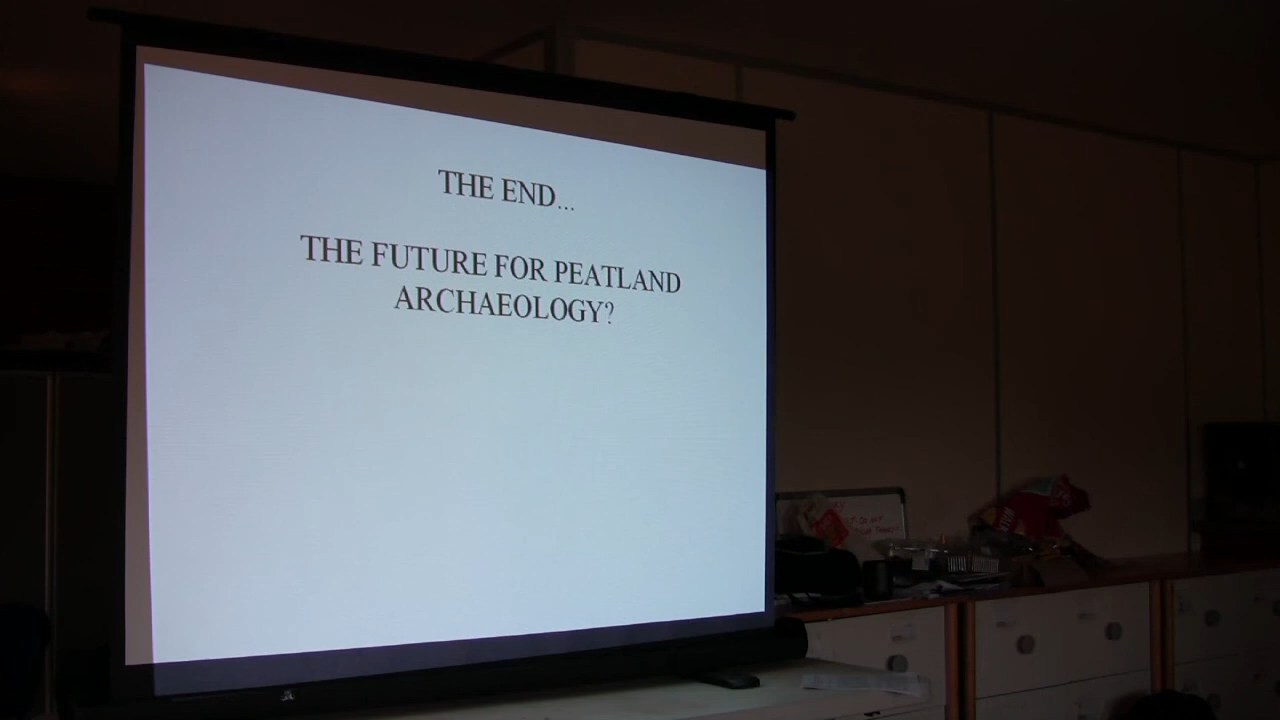 THE END...
THE FUTURE FOR PEATLAND
ARCHAEOLOGY?